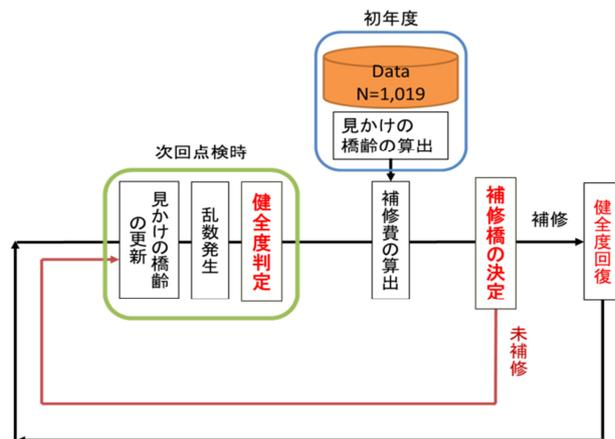 初年度
Data
N=1,019
見かけの
橋齢の算出
次回点検時
見かけの橋齢
の更新
乱数発生
健全度判定
補修費の算出
補修橋の決定
補修
健全度回復
未補修